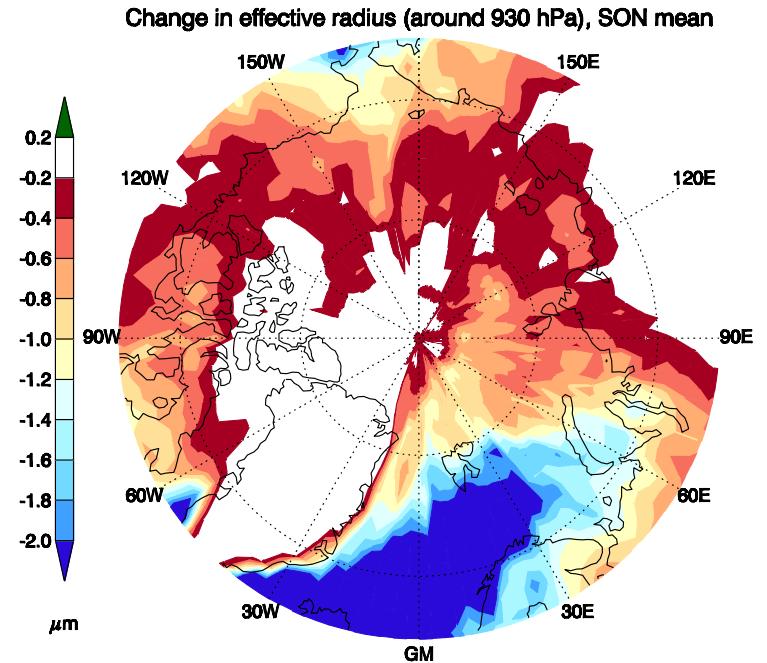 Change in effective radius (around 930 hPa), SON mean
150W
150E
120W
120E
90W
90E
60W
60E
30W
30E
GM
0.2
-0.2
-0.4
-0.6
-0.8
-1.0
-1.2
-1.4
-1.6
-1.8
-2.0
μm